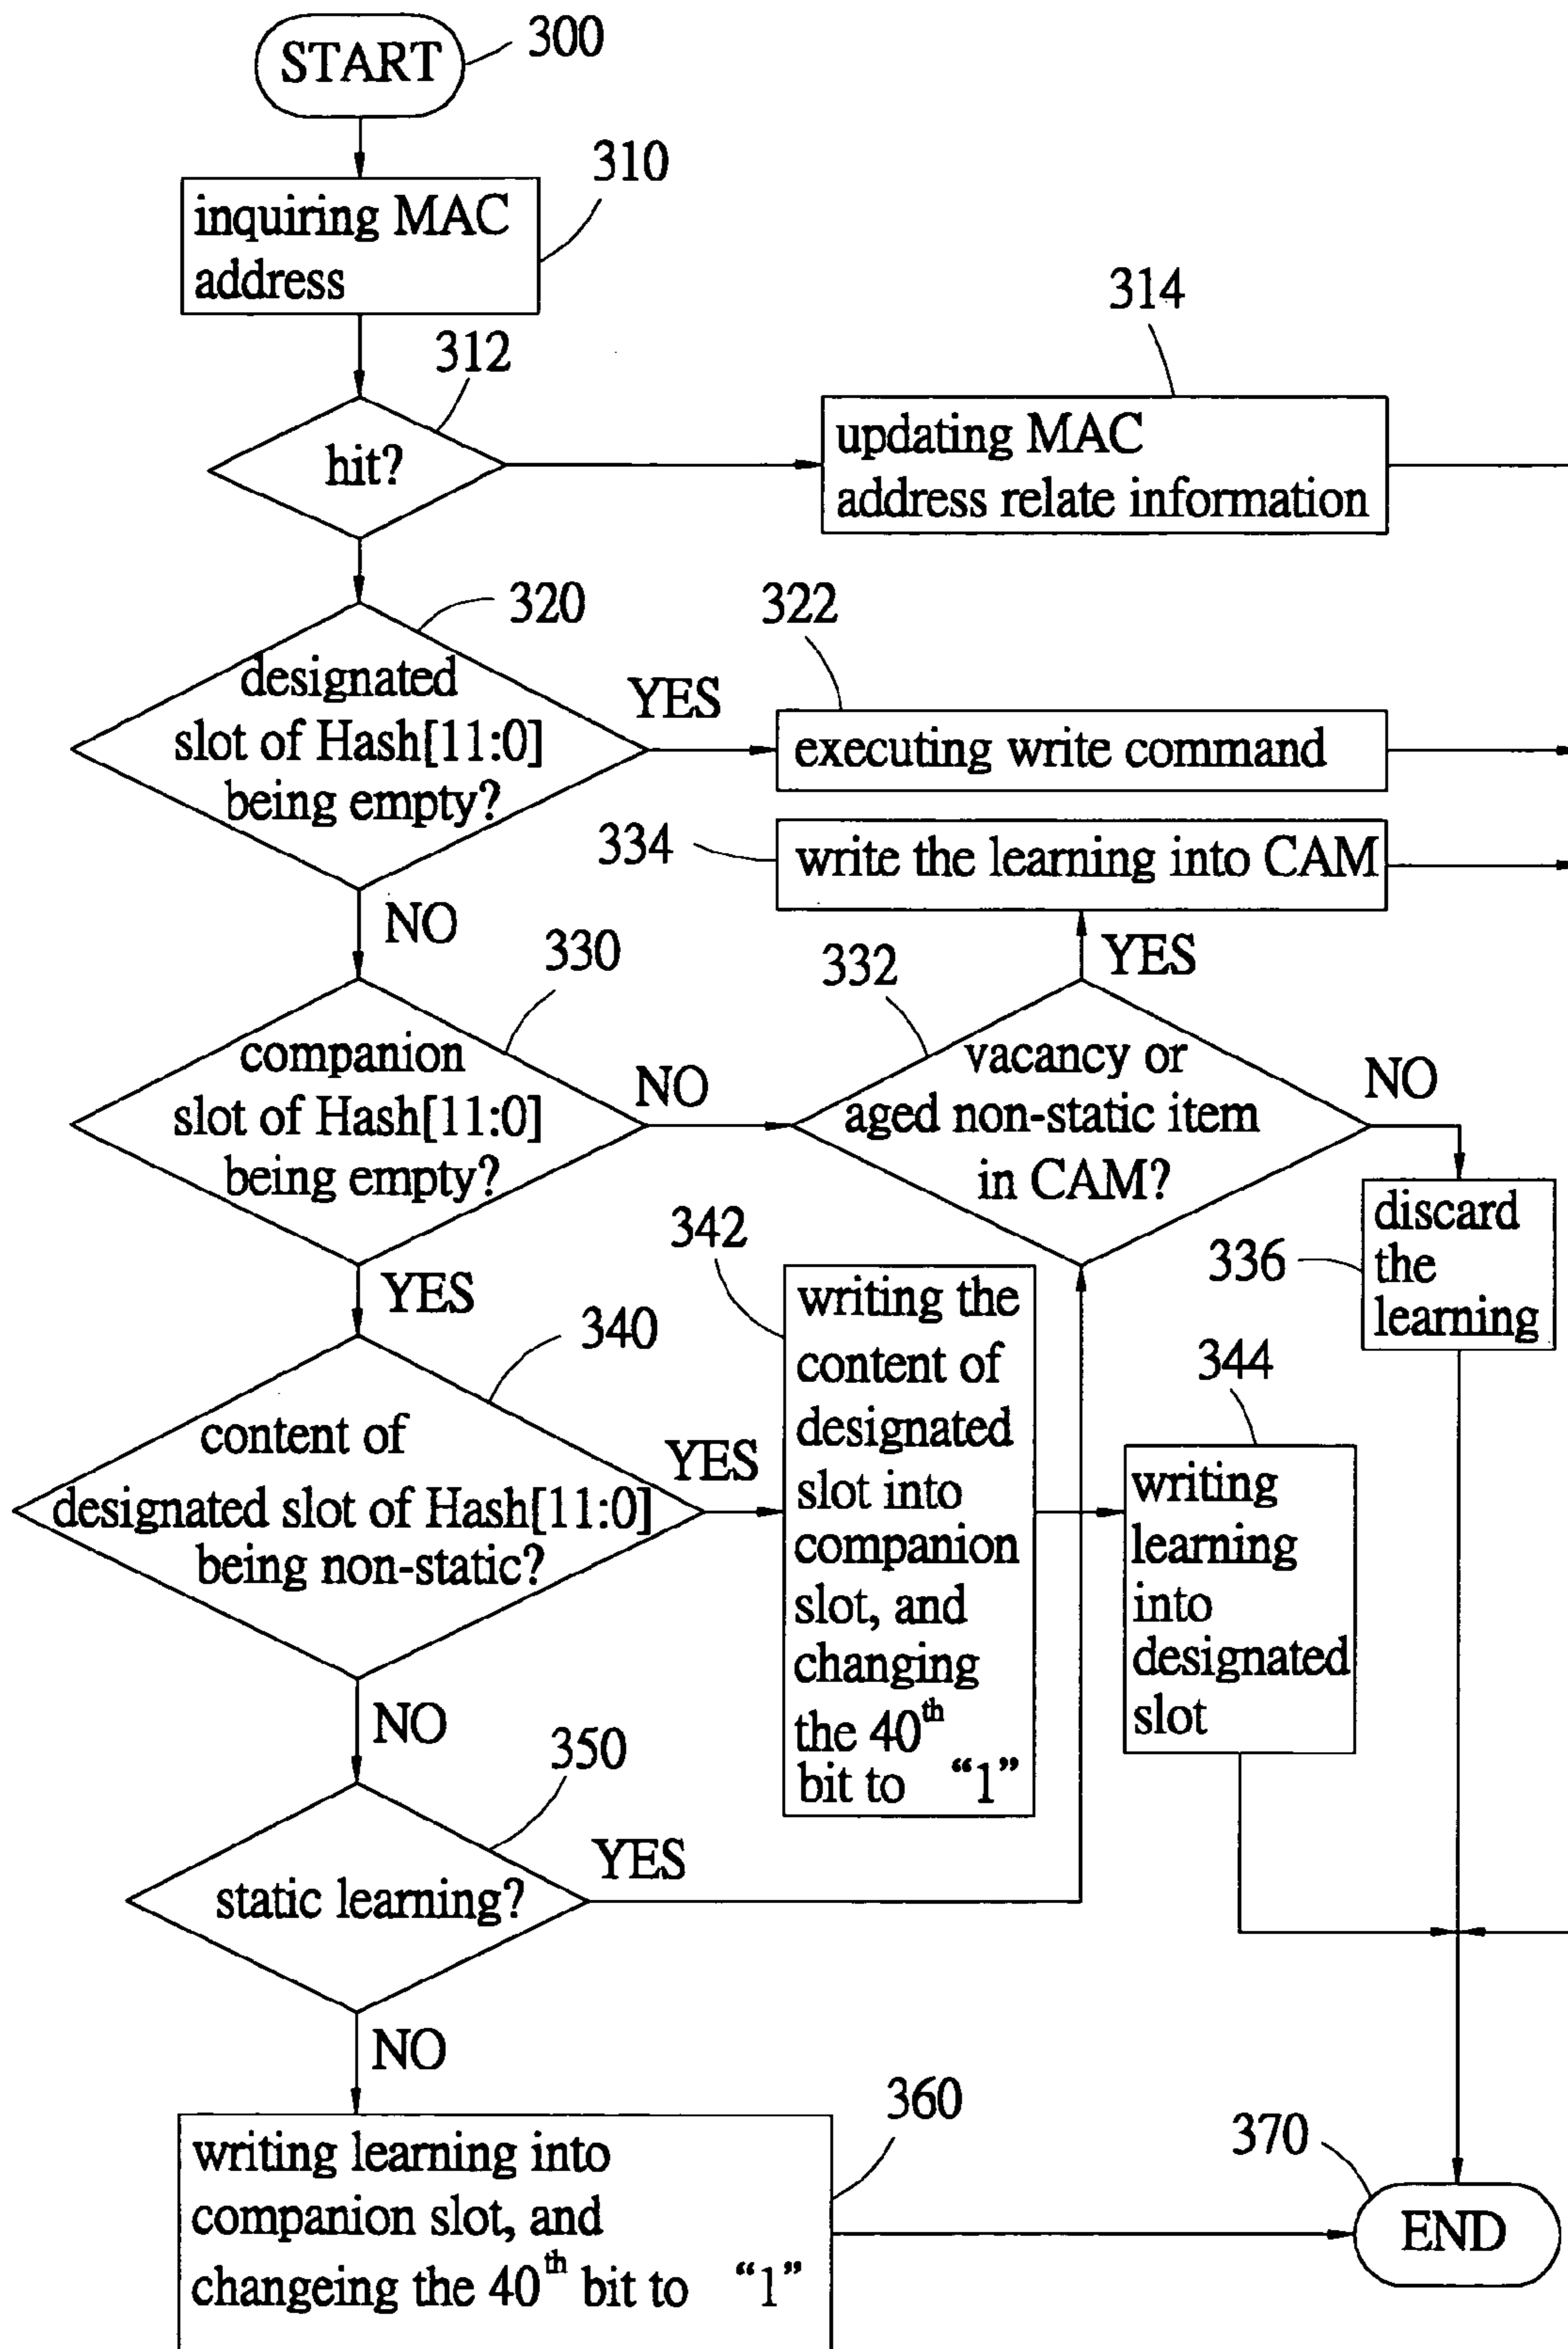 START
300
inquiring MAC
address
310
312
hit?
314
updating MAC
address relate information
320
designated
slot of Hash[11:0]
being empty?
YES
322
executing write command
334
write the learning into CAM
NO
YES
330
companion
slot of Hash[11:0]
being empty?
NO
332
vacancy or
aged non-static item
in CAM?
NO
336
discard
the
learning
YES
340
content of
designated slot of Hash[11:0]
being non-static?
YES
342
writing the
content of
designated
slot into
companion
slot, and
changing
the 40th
bit to “1”
344
writing
learning
into
designated
slot
NO
350
static learning?
YES
NO
360
writing learning into
companion slot, and
changeing the 40th bit to “1”
370
END